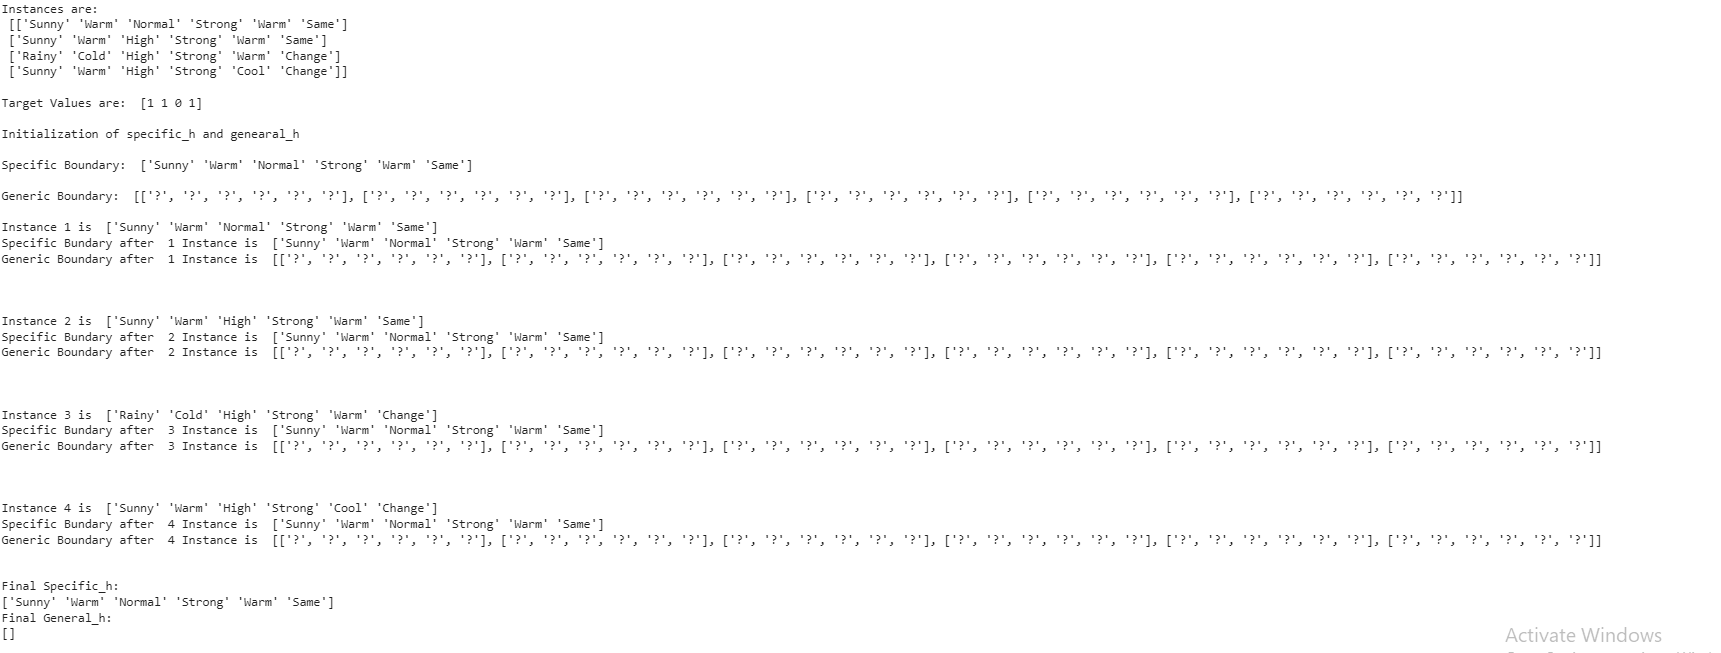 Instances are:
[['Sunny' 'Warm' 'Normal' 'Strong' 'Warm' 'Same']
['Sunny' 'Warm' 'High' 'Strong' 'Warm' 'Same']
['Rainy' 'Cold' 'High' 'Strong' 'Warm' 'Change']
['Sunny' 'Warm' 'High' 'Strong' 'Cool' 'Change']]
Target Values are:  [1 1 0 1]
Initialization of specific_h and genearal_h
Specific Boundary:  ['Sunny' 'Warm' 'Normal' 'Strong' 'Warm' 'Same']
Generic Boundary:  [['?', '?', '?', '?', '?', '?'], ['?', '?', '?', '?', '?', '?'], ['?', '?', '?', '?', '?', '?'], ['?', '?', '?', '?', '?', '?'], ['?', '?', '?', '?', '?', '?'], ['?', '?', '?', '?', '?', '?']]
Instance 1 is  ['Sunny' 'Warm' 'Normal' 'Strong' 'Warm' 'Same']
Specific Bundary after  1 Instance is  ['Sunny' 'Warm' 'Normal' 'Strong' 'Warm' 'Same']
Generic Boundary after  1 Instance is  [['?', '?', '?', '?', '?', '?'], ['?', '?', '?', '?', '?', '?'], ['?', '?', '?', '?', '?', '?'], ['?', '?', '?', '?', '?', '?'], ['?', '?', '?', '?', '?', '?'], ['?', '?', '?', '?', '?', '?']]
Instance 2 is  ['Sunny' 'Warm' 'High' 'Strong' 'Warm' 'Same']
Specific Bundary after  2 Instance is  ['Sunny' 'Warm' 'Normal' 'Strong' 'Warm' 'Same']
Generic Boundary after  2 Instance is  [['?', '?', '?', '?', '?', '?'], ['?', '?', '?', '?', '?', '?'], ['?', '?', '?', '?', '?', '?'], ['?', '?', '?', '?', '?', '?'], ['?', '?', '?', '?', '?', '?'], ['?', '?', '?', '?', '?', '?']]
Instance 3 is  ['Rainy' 'Cold' 'High' 'Strong' 'Warm' 'Change']
Specific Bundary after  3 Instance is  ['Sunny' 'Warm' 'Normal' 'Strong' 'Warm' 'Same']
Generic Boundary after  3 Instance is  [['?', '?', '?', '?', '?', '?'], ['?', '?', '?', '?', '?', '?'], ['?', '?', '?', '?', '?', '?'], ['?', '?', '?', '?', '?', '?'], ['?', '?', '?', '?', '?', '?'], ['?', '?', '?', '?', '?', '?']]
Instance 4 is  ['Sunny' 'Warm' 'High' 'Strong' 'Cool' 'Change']
Specific Bundary after  4 Instance is  ['Sunny' 'Warm' 'Normal' 'Strong' 'Warm' 'Same']
Generic Boundary after  4 Instance is  [['?', '?', '?', '?', '?', '?'], ['?', '?', '?', '?', '?', '?'], ['?', '?', '?', '?', '?', '?'], ['?', '?', '?', '?', '?', '?'], ['?', '?', '?', '?', '?', '?'], ['?', '?', '?', '?', '?', '?']]
Final Specific_h:
['Sunny' 'Warm' 'Normal' 'Strong' 'Warm' 'Same']
Final General_h:
[]
Activate Windows